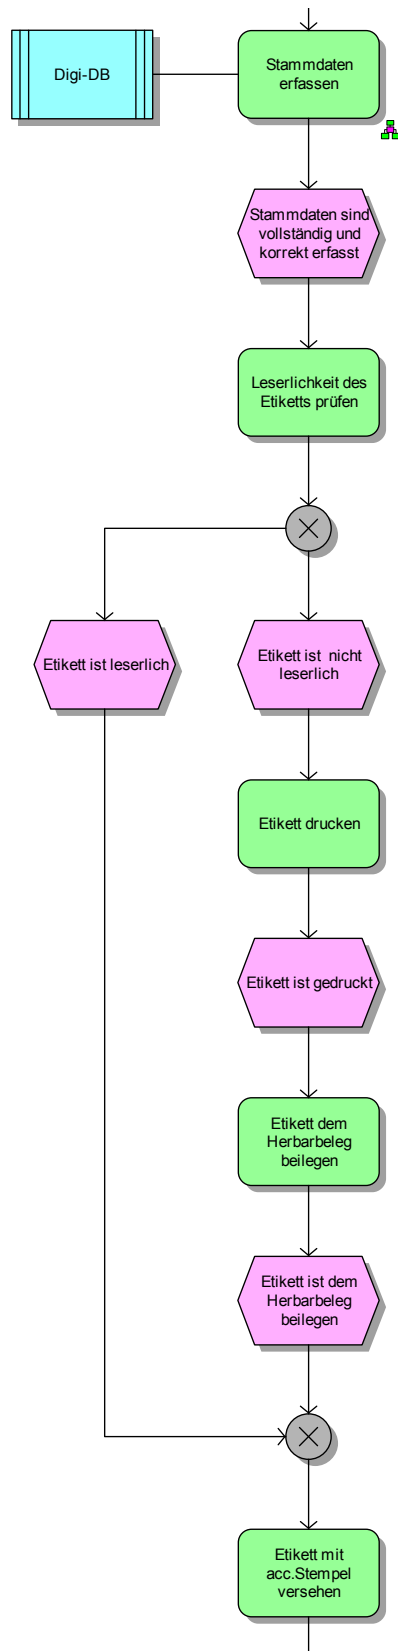 Digi-DB
Stammdaten
erfassen
Stammdaten sind
vollständig und
korrekt erfasst
Leserlichkeit des
Etiketts prüfen
Etikett ist leserlich
Etikett ist nicht
leserlich
Etikett drucken
Etikett ist gedruckt
Etikett dem
Herbarbeleg
beilegen
Etikett ist dem
Herbarbeleg
beilegen
Etikett mit
acc.Stempel
versehen